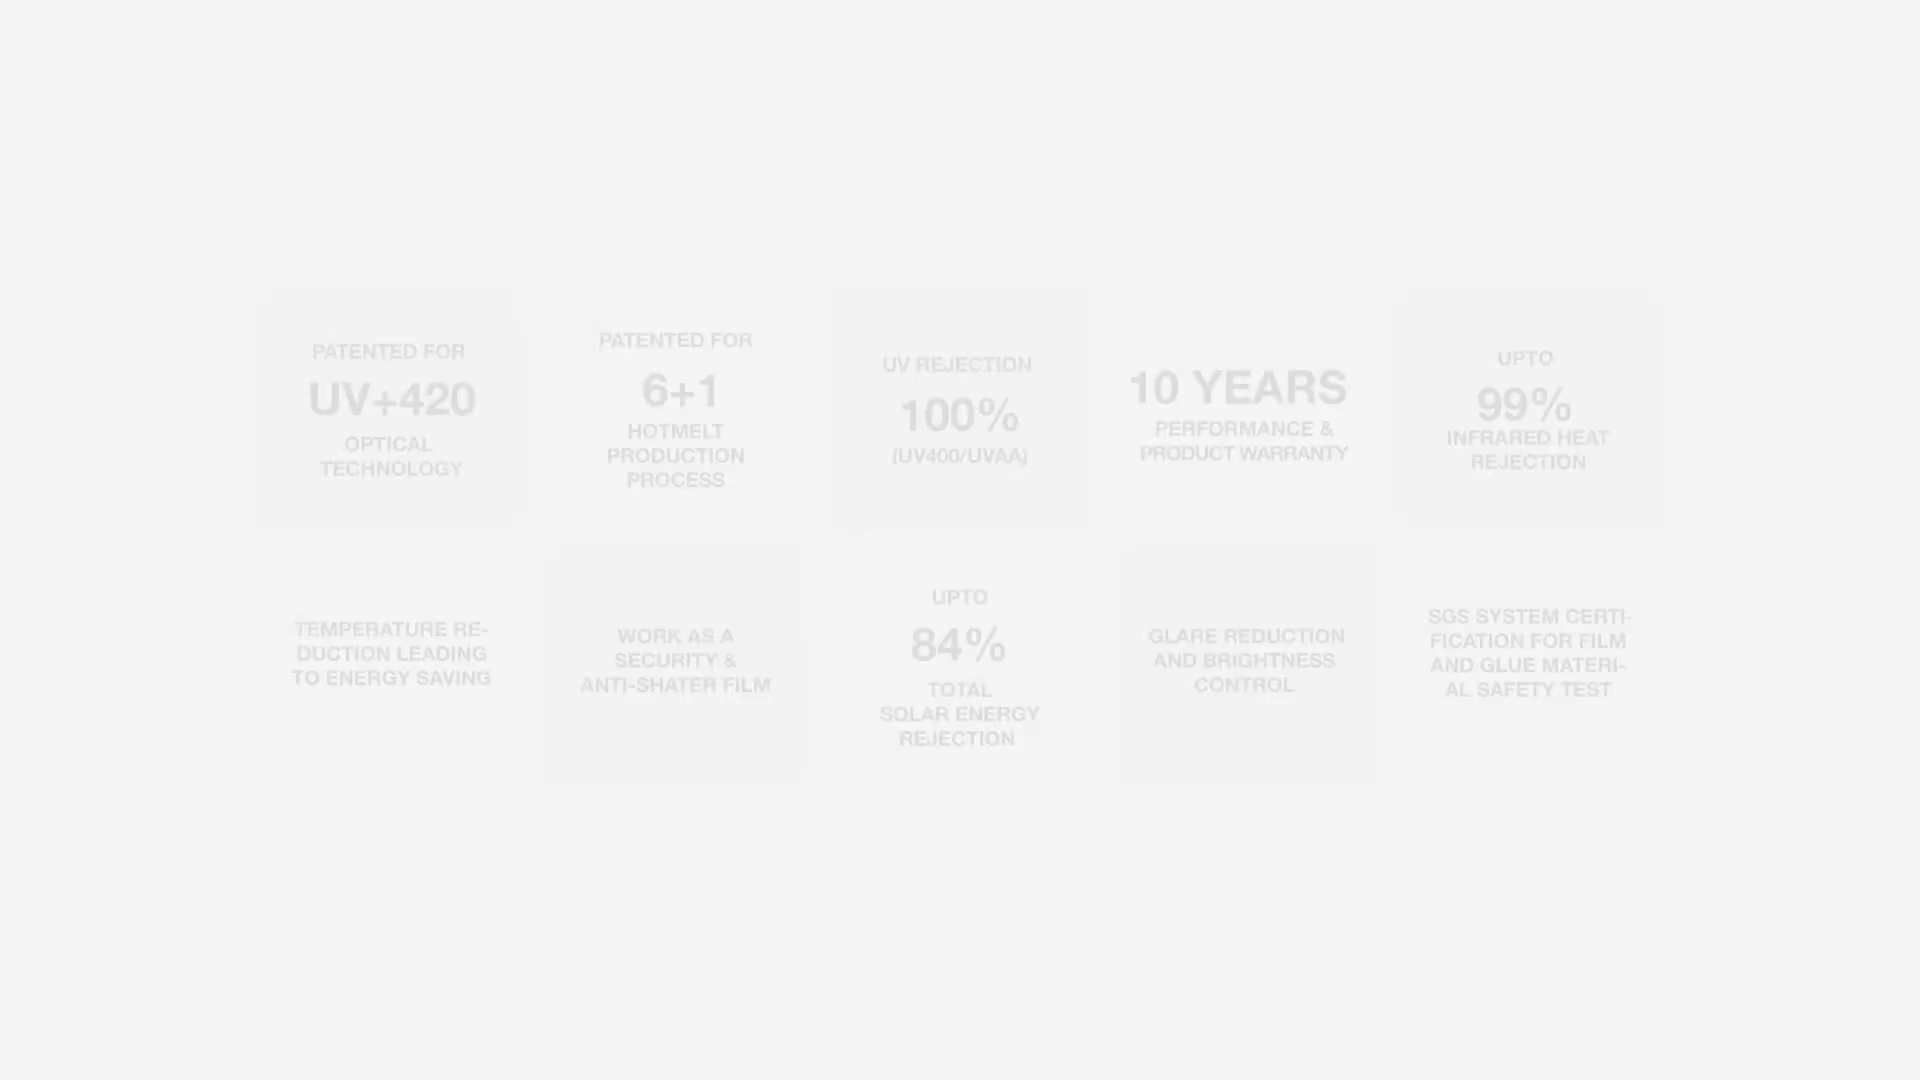 PATENTED FOR
UV+420
OPTICAL
TECHNOLOGY
PATENTED FOR
6+1
HOTMELT
PRODUCTION
PROCESS
UV REJECTION
100%
(UV400/UVAA)
10 YEARS
PERFORMANCE &
PRODUCT WARRANTY
UPTO
99%
INFRARED HEAT
REJECTION
TEMPERATURE RE-
DUCTION LEADING
TO ENERGY SAVING
WORK AS A
SECURITY &
ANTI-SHATER FILM
UPTO
84%
TOTAL
SOLAR ENERGY
REJECTION
GLARE REDUCTION
AND BRIGHTNESS
CONTROL
SGS SYSTEM CERTI-
FICATION FOR FILM
AND GLUE MATERI-
AL SAFETY TEST